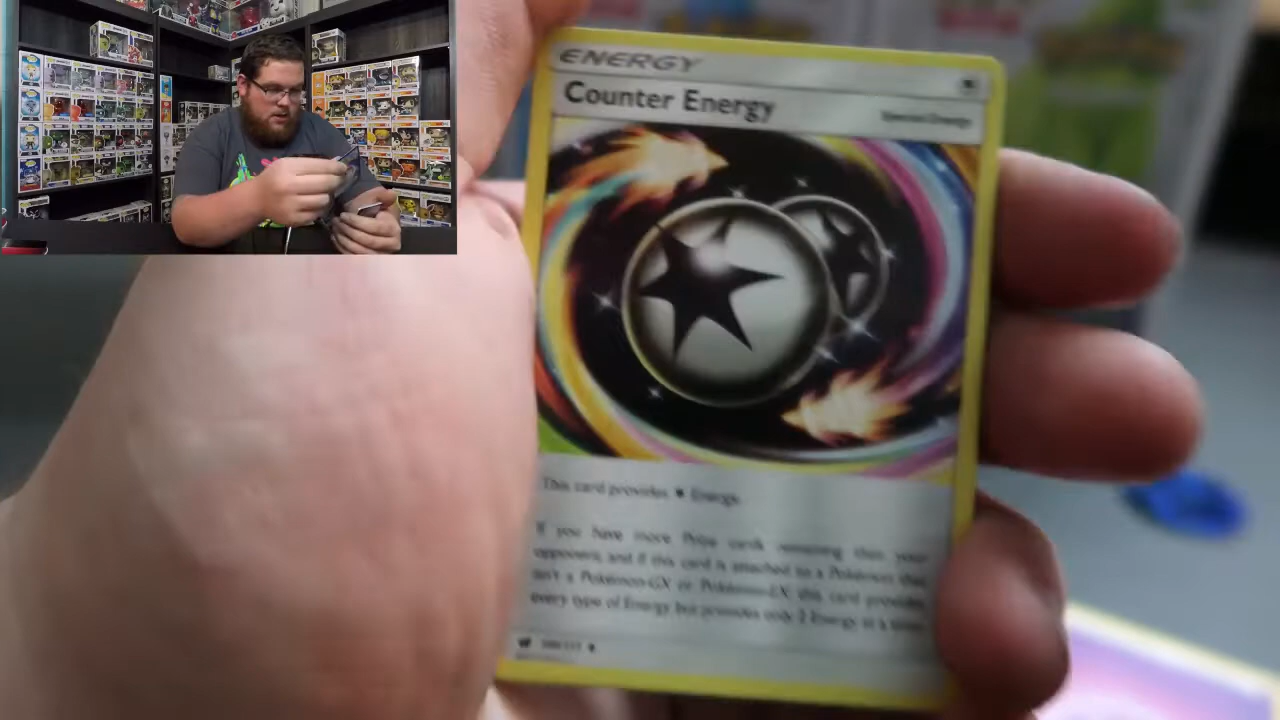 ENERGY
Counter Energy
Special Energy
This card provides Energy.
If you have more Prize cards remaining than your
opponent, and if this card is attached to a Pokémon that
isn't a Pokémon-GX or Pokémon-EX, this card provides
every type of Energy but provides only 2 Energy at a time.
100/111